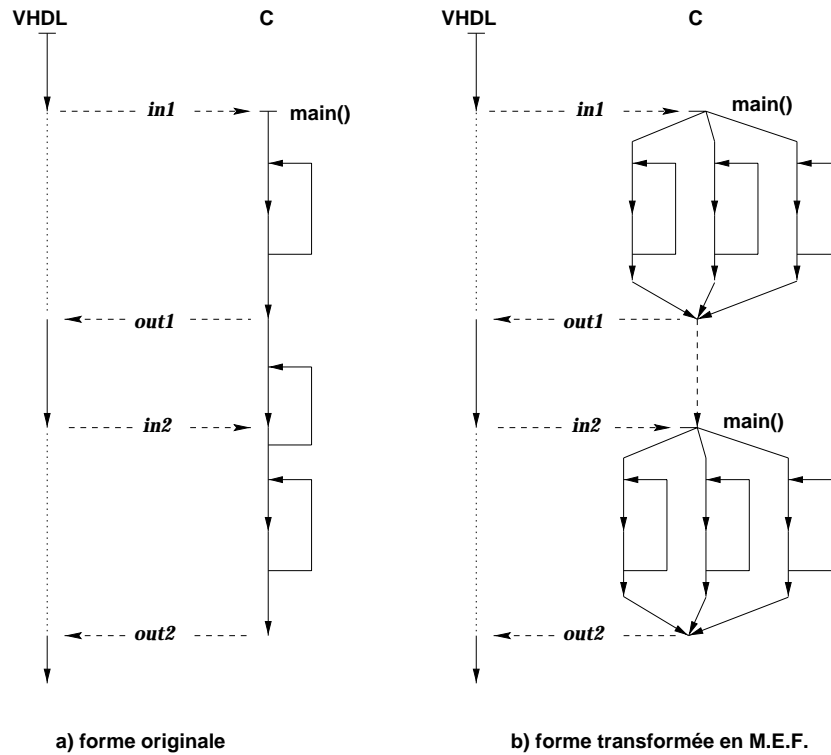 VHDL C VHDL C
in1 main() in1 main()
out1 out1
in2 in2 main()
out2 out2
a) forme originale b) forme transformée en M.E.F.